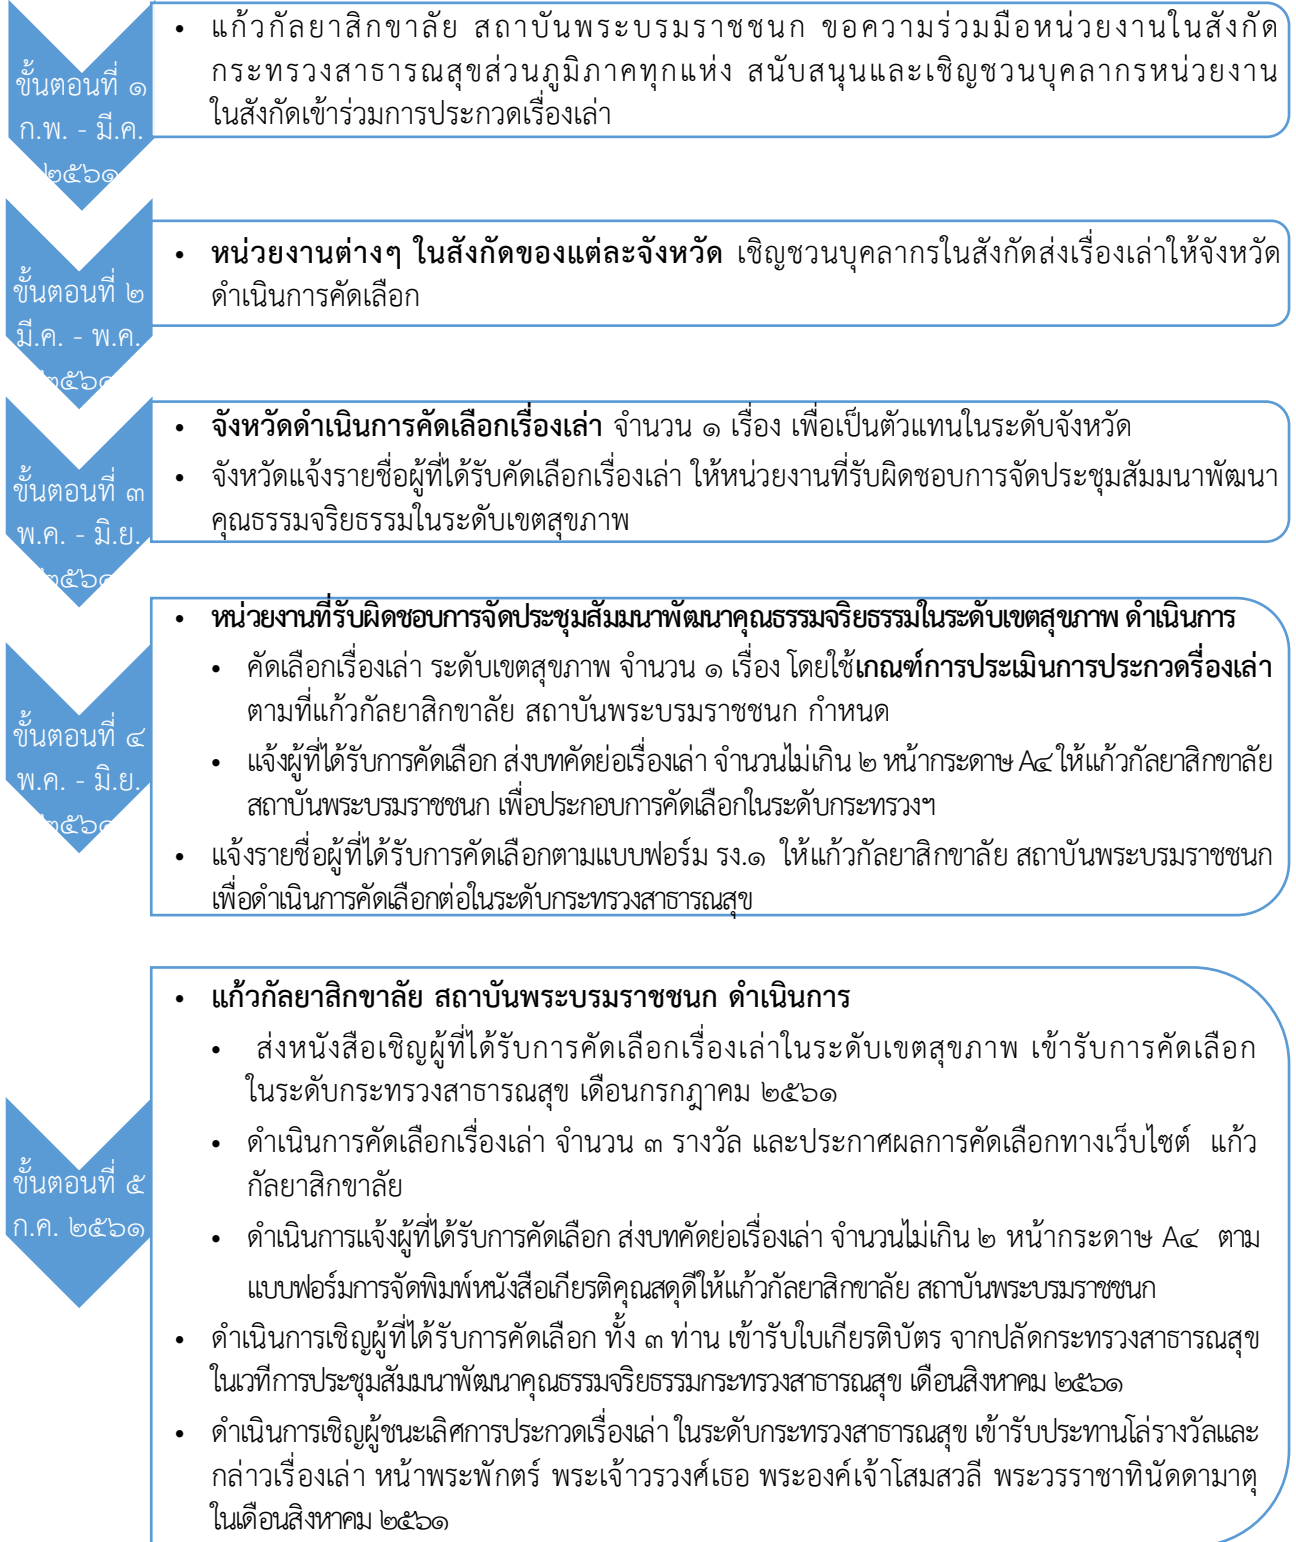 ขั้นตอนที่ ๑
ก.พ. - มี.ค.
๒๕๖๑
• แก้วกัลยาสิกขาลัย สถาบันพระบรมราชชนก ขอความร่วมมือหน่วยงานในสังกัด
กระทรวงสาธารณสุขส่วนภูมิภาคทุกแห่ง สนับสนุนและเชิญชวนบุคลากรหน่วยงาน
ในสังกัดเข้าร่วมการประกวดเรื่องเล่า
ขั้นตอนที่ ๒
มี.ค. - พ.ค.
๒๕๖๑
• หน่วยงานต่างๆ ในสังกัดของแต่ละจังหวัด เชิญชวนบุคลากรในสังกัดส่งเรื่องเล่าให้จังหวัด
ดำเนินการคัดเลือก
ขั้นตอนที่ ๓
พ.ค. - มิ.ย.
๒๕๖๑
• จังหวัดดำเนินการคัดเลือกเรื่องเล่า จำนวน ๑ เรื่อง เพื่อเป็นตัวแทนในระดับจังหวัด
• จังหวัดแจ้งรายชื่อผู้ที่ได้รับคัดเลือกเรื่องเล่า ให้หน่วยงานที่รับผิดชอบการจัดประชุมสัมมนาพัฒนา
คุณธรรมจริยธรรมในระดับเขตสุขภาพ
ขั้นตอนที่ ๔
พ.ค. - มิ.ย.
๒๕๖๑
• หน่วยงานที่รับผิดชอบการจัดประชุมสัมมนาพัฒนาคุณธรรมจริยธรรมในระดับเขตสุขภาพ ดำเนินการ
• คัดเลือกเรื่องเล่า ระดับเขตสุขภาพ จำนวน ๑ เรื่อง โดยใช้เกณฑ์การประเมินการประกวดรื่องเล่า
ตามที่แก้วกัลยาสิกขาลัย สถาบันพระบรมราชชนก กำหนด
• แจ้งผู้ที่ได้รับการคัดเลือก ส่งบทคัดย่อเรื่องเล่า จำนวนไม่เกิน ๒ หน้ากระดาษ A๔ ให้แก้วกัลยาสิกขาลัย
สถาบันพระบรมราชชนก เพื่อประกอบการคัดเลือกในระดับกระทรวงฯ
• แจ้งรายชื่อผู้ที่ได้รับการคัดเลือกตามแบบฟอร์ม รง.๑ ให้แก้วกัลยาสิกขาลัย สถาบันพระบรมราชชนก
เพื่อดำเนินการคัดเลือกต่อในระดับกระทรวงสาธารณสุข
ขั้นตอนที่ ๕
ก.ค. ๒๕๖๑
• แก้วกัลยาสิกขาลัย สถาบันพระบรมราชชนก ดำเนินการ
• ส่งหนังสือเชิญผู้ที่ได้รับการคัดเลือกเรื่องเล่าในระดับเขตสุขภาพ เข้ารับการคัดเลือก
ในระดับกระทรวงสาธารณสุข เดือนกรกฎาคม ๒๕๖๑
• ดำเนินการคัดเลือกเรื่องเล่า จำนวน ๓ รางวัล และประกาศผลการคัดเลือกทางเว็บไซต์ แก้ว
กัลยาสิกขาลัย
• ดำเนินการแจ้งผู้ที่ได้รับการคัดเลือก ส่งบทคัดย่อเรื่องเล่า จำนวนไม่เกิน ๒ หน้ากระดาษ A๔ ตาม
แบบฟอร์มการจัดพิมพ์หนังสือเกียรติคุณสดุดีให้แก้วกัลยาสิกขาลัย สถาบันพระบรมราชชนก
• ดำเนินการเชิญผู้ที่ได้รับการคัดเลือก ทั้ง ๓ ท่าน เข้ารับใบเกียรติบัตร จากปลัดกระทรวงสาธารณสุข
ในเวทีการประชุมสัมมนาพัฒนาคุณธรรมจริยธรรมกระทรวงสาธารณสุข เดือนสิงหาคม ๒๕๖๑
• ดำเนินการเชิญผู้ชนะเลิศการประกวดเรื่องเล่า ในระดับกระทรวงสาธารณสุข เข้ารับประทานโล่รางวัลและ
กล่าวเรื่องเล่า หน้าพระพักตร์ พระเจ้าวรวงศ์เธอ พระองค์เจ้าโสมสวลี พระวรราชาทินัดดามาตุ
ในเดือนสิงหาคม ๒๕๖๑